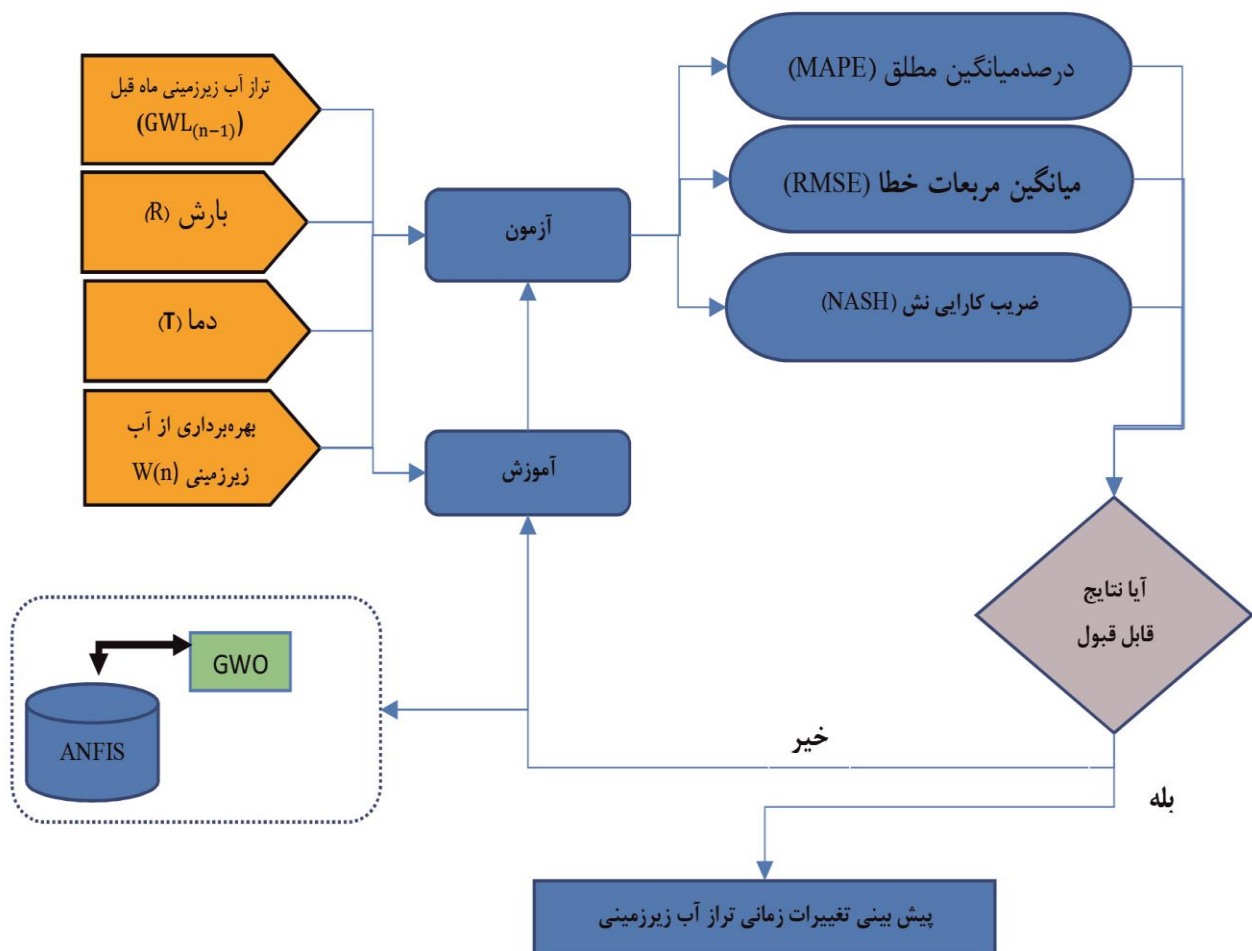 تراز آب زیرزمینی ماه قبل
(GWL(n−1))
بارش (R)
دما (T)
بهره‌برداری از آب
زیرزمینی W(n)
آزمون
آموزش
درصدمیانگین مطلق (MAPE)
میانگین مربعات خطا (RMSE)
ضریب کارایی نش (NASH)
آیا نتایج
قابل قبول
خیر
بله
GWO
ANFIS
پیش بینی تغییرات زمانی تراز آب زیرزمینی